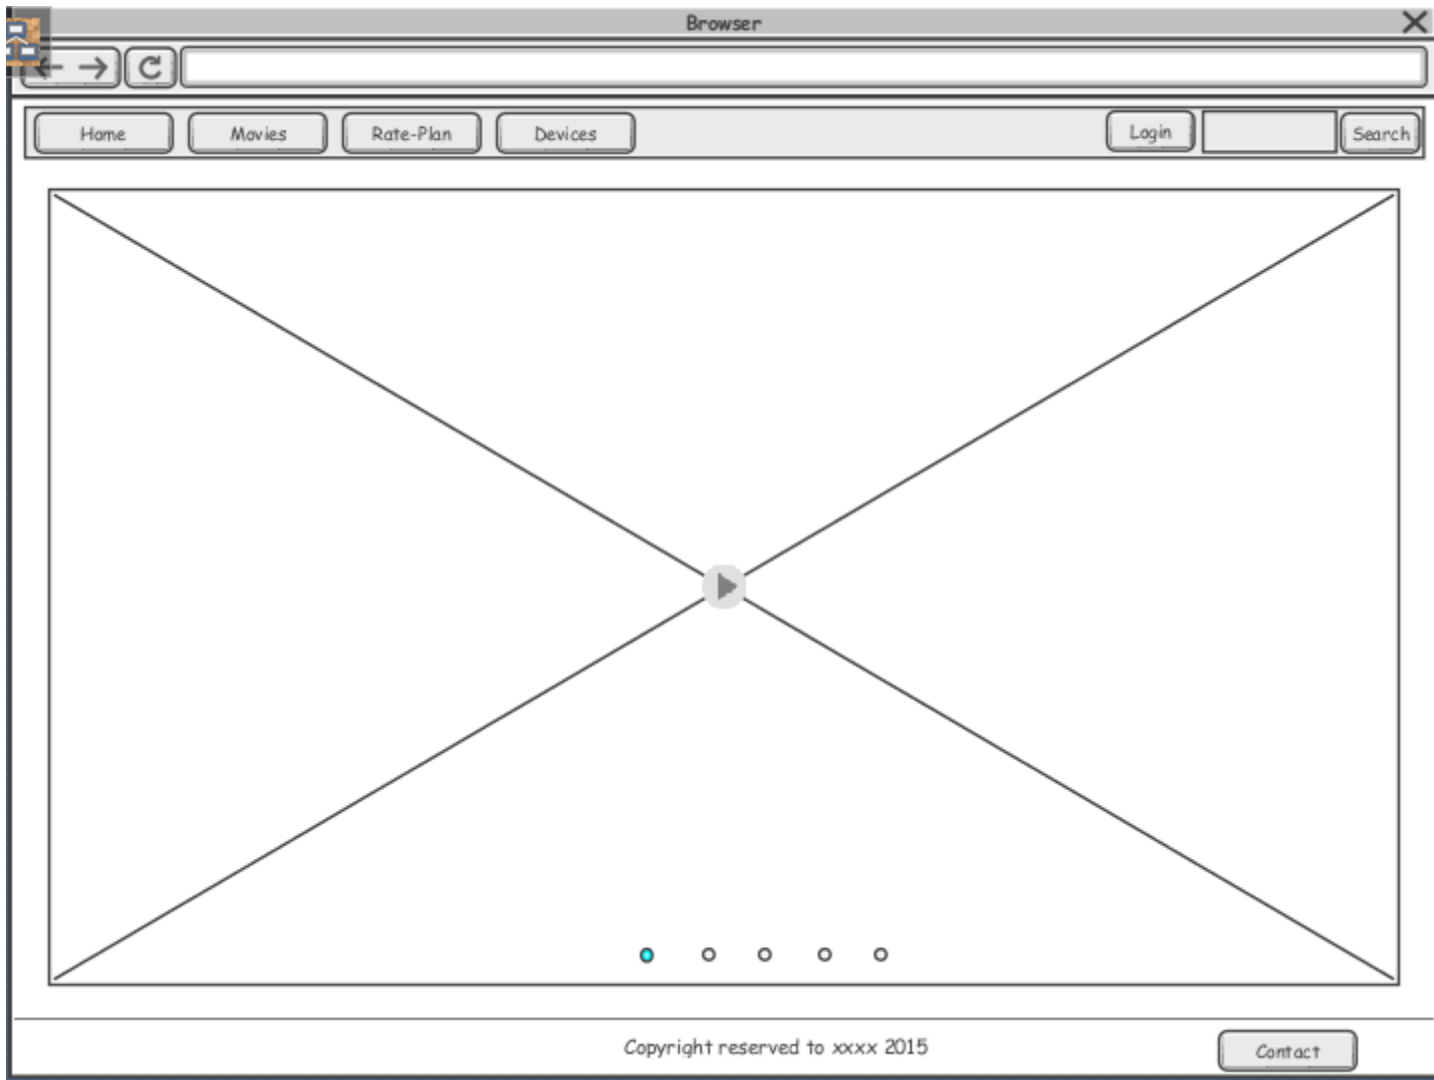 Browser
Home Movies Rate-Plan Devices Login Search
Copyright reserved to xxxx 2015
Contact